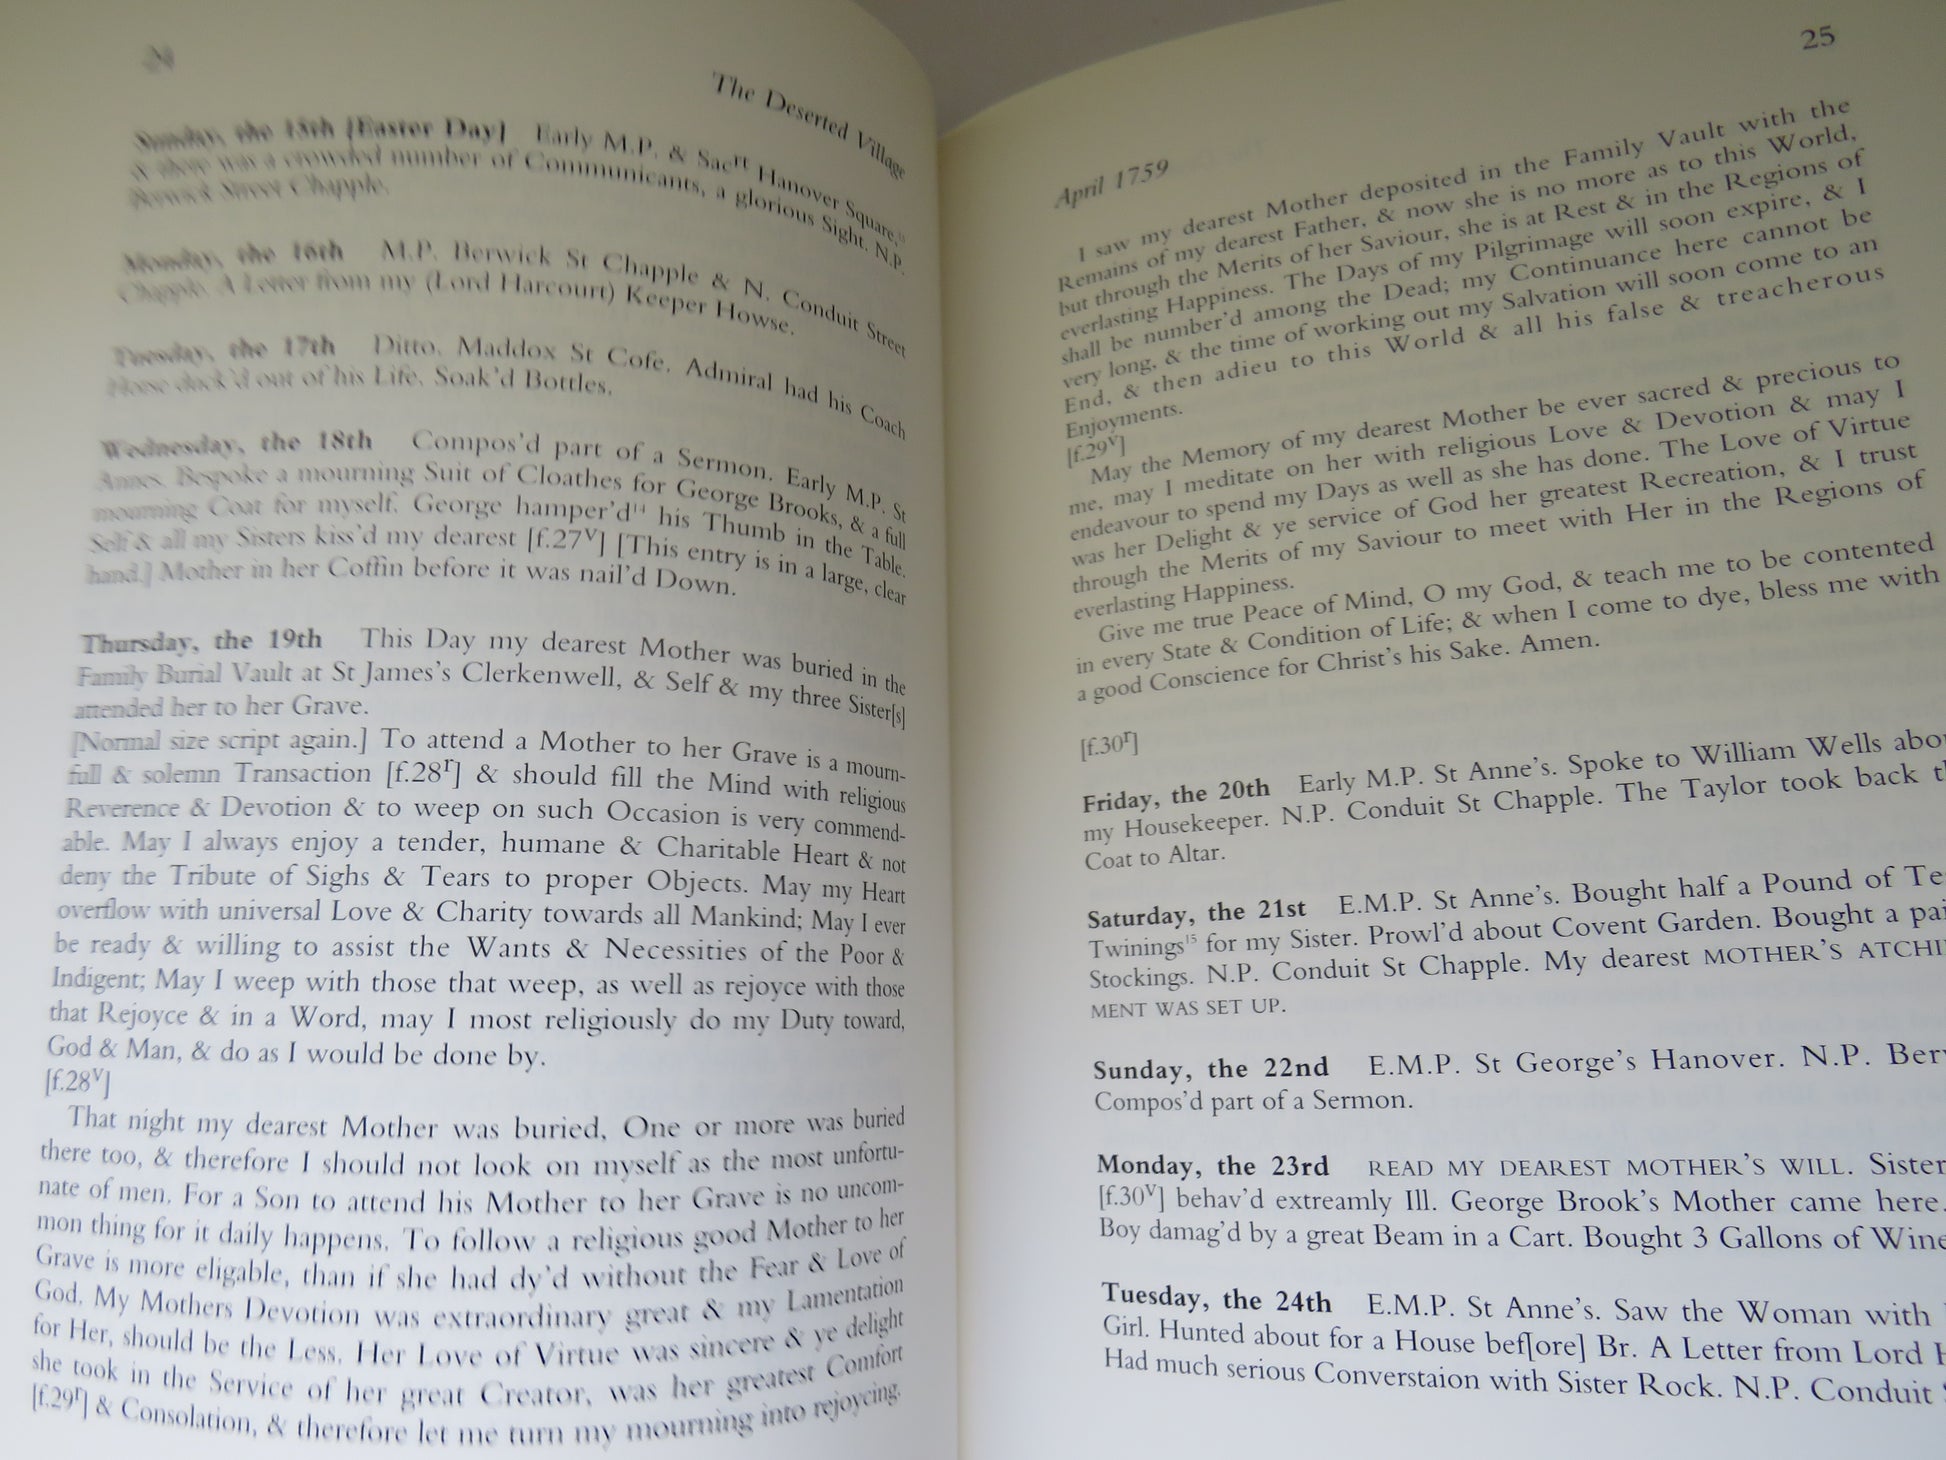 24
The Deserted Village
Sunday, the 15th [Easter Day] Early M.P. & Sacrt Hanover Square,13
& there was a crowded number of Communicants, a glorious Sight. N.P.
Berwick Street Chapple.
Monday, the 16th M.P. Berwick St Chapple & N. Conduit Street
Chapple. A Letter from my (Lord Harcourt) Keeper Howse.
Tuesday, the 17th Ditto. Maddox St Cofe. Admiral had his Coach
Horse dock'd out of his Life. Soak'd Bottles.
Wednesday, the 18th Compos'd part of a Sermon. Early M.P. St
Annes. Bespoke a mourning Suit of Cloathes for George Brooks, & a full
mourning Coat for myself. George hamper'd14 his Thumb in the Table.
Self & all my Sisters kiss'd my dearest [f.27v] [This entry is in a large, clear
hand.] Mother in her Coffin before it was nail'd Down.
Thursday, the 19th This Day my dearest Mother was buried in the
Family Burial Vault at St James's Clerkenwell, & Self & my three Sister[s]
attended her to her Grave.
[Normal size script again.] To attend a Mother to her Grave is a mourn-
full & solemn Transaction [f.28r] & should fill the Mind with religious
Reverence & Devotion & to weep on such Occasion is very commend-
able. May I always enjoy a tender, humane & Charitable Heart & not
deny the Tribute of Sighs & Tears to proper Objects. May my Heart
overflow with universal Love & Charity towards all Mankind; May I ever
be ready & willing to assist the Wants & Necessities of the Poor &
Indigent; May I weep with those that weep, as well as rejoyce with those
that Rejoyce & in a Word, may I most religiously do my Duty toward,
God & Man, & do as I would be done by.
[f.28v]
That night my dearest Mother was buried, One or more was buried
there too, & therefore I should not look on myself as the most unfortu-
nate of men. For a Son to attend his Mother to her Grave is no uncom-
mon thing for it daily happens. To follow a religious good Mother to her
Grave is more eligable, than if she had dy'd without the Fear & Love of
God. My Mothers Devotion was extraordinary great & my Lamentation
for Her, should be the Less. Her Love of Virtue was sincere & ye delight
she took in the Service of her great Creator, was her greatest Comfort
[f.29r] & Consolation, & therefore let me turn my mourning into rejoycing.
25
April 1759
I saw my dearest Mother deposited in the Family Vault with the
Remains of my dearest Father, & now she is no more as to this World,
but through the Merits of her Saviour, she is at Rest & in the Regions of
everlasting Happiness. The Days of my Pilgrimage will soon expire, & I
shall be number'd among the Dead; my Continuance here cannot be
very long, & the time of working out my Salvation will soon come to an
End, & then adieu to this World & all his false & treacherous
Enjoyments.
[f.29v]
May the Memory of my dearest Mother be ever sacred & precious to
me, may I meditate on her with religious Love & Devotion & may I
endeavour to spend my Days as well as she has done. The Love of Virtue
was her Delight & ye service of God her greatest Recreation, & I trust
through the Merits of my Saviour to meet with Her in the Regions of
everlasting Happiness.
Give me true Peace of Mind, O my God, & teach me to be contented
in every State & Condition of Life; & when I come to dye, bless me with
a good Conscience for Christ's his Sake. Amen.
[f.30r]
Friday, the 20th Early M.P. St Anne's. Spoke to William Wells abou
my Housekeeper. N.P. Conduit St Chapple. The Taylor took back t
Coat to Altar.
Saturday, the 21st E.M.P. St Anne's. Bought half a Pound of Te
Twinings15 for my Sister. Prowl'd about Covent Garden. Bought a pai
Stockings. N.P. Conduit St Chapple. My dearest MOTHER'S ATCHI
MENT WAS SET UP.
Sunday, the 22nd E.M.P. St George's Hanover. N.P. Berw
Compos'd part of a Sermon.
Monday, the 23rd READ MY DEAREST MOTHER'S WILL. Sister
[f.30v] behav'd extreamly Ill. George Brook's Mother came here.
Boy damag'd by a great Beam in a Cart. Bought 3 Gallons of Wine
Tuesday, the 24th E.M.P. St Anne's. Saw the Woman with
Girl. Hunted about for a House bef[ore] Br. A Letter from Lord H
Had much serious Converstaion with Sister Rock. N.P. Conduit S